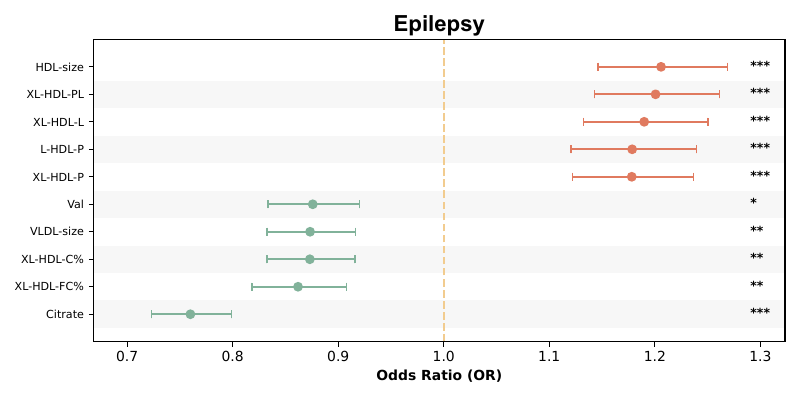 Epilepsy
HDL-size ***
XL-HDL-PL ***
XL-HDL-L ***
L-HDL-P ***
XL-HDL-P ***
Val *
VLDL-size **
XL-HDL-C% **
XL-HDL-FC% **
Citrate ***
0.7 0.8 0.9 1.0 1.1 1.2 1.3
Odds Ratio (OR)